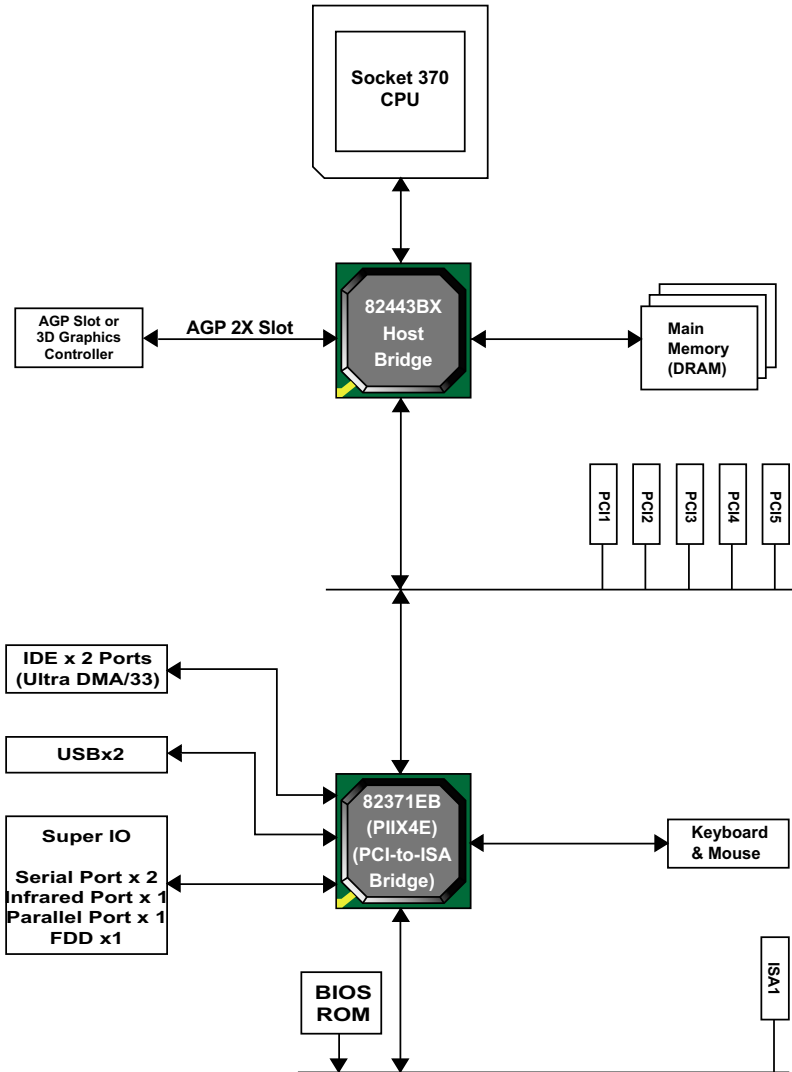 Socket 370
CPU
82443BX
Host
Bridge
AGP Slot or
3D Graphics
Controller
AGP 2X Slot
Main
Memory
(DRAM)
PCI1
PCI2
PCI3
PCI4
PCI5
IDE x 2 Ports
(Ultra DMA/33)
USBx2
Super IO
Serial Port x 2
Infrared Port x 1
Parallel Port x 1
FDD x1
82371EB
(PIIX4E)
(PCI-to-ISA
Bridge)
Keyboard
& Mouse
BIOS
ROM
ISA1